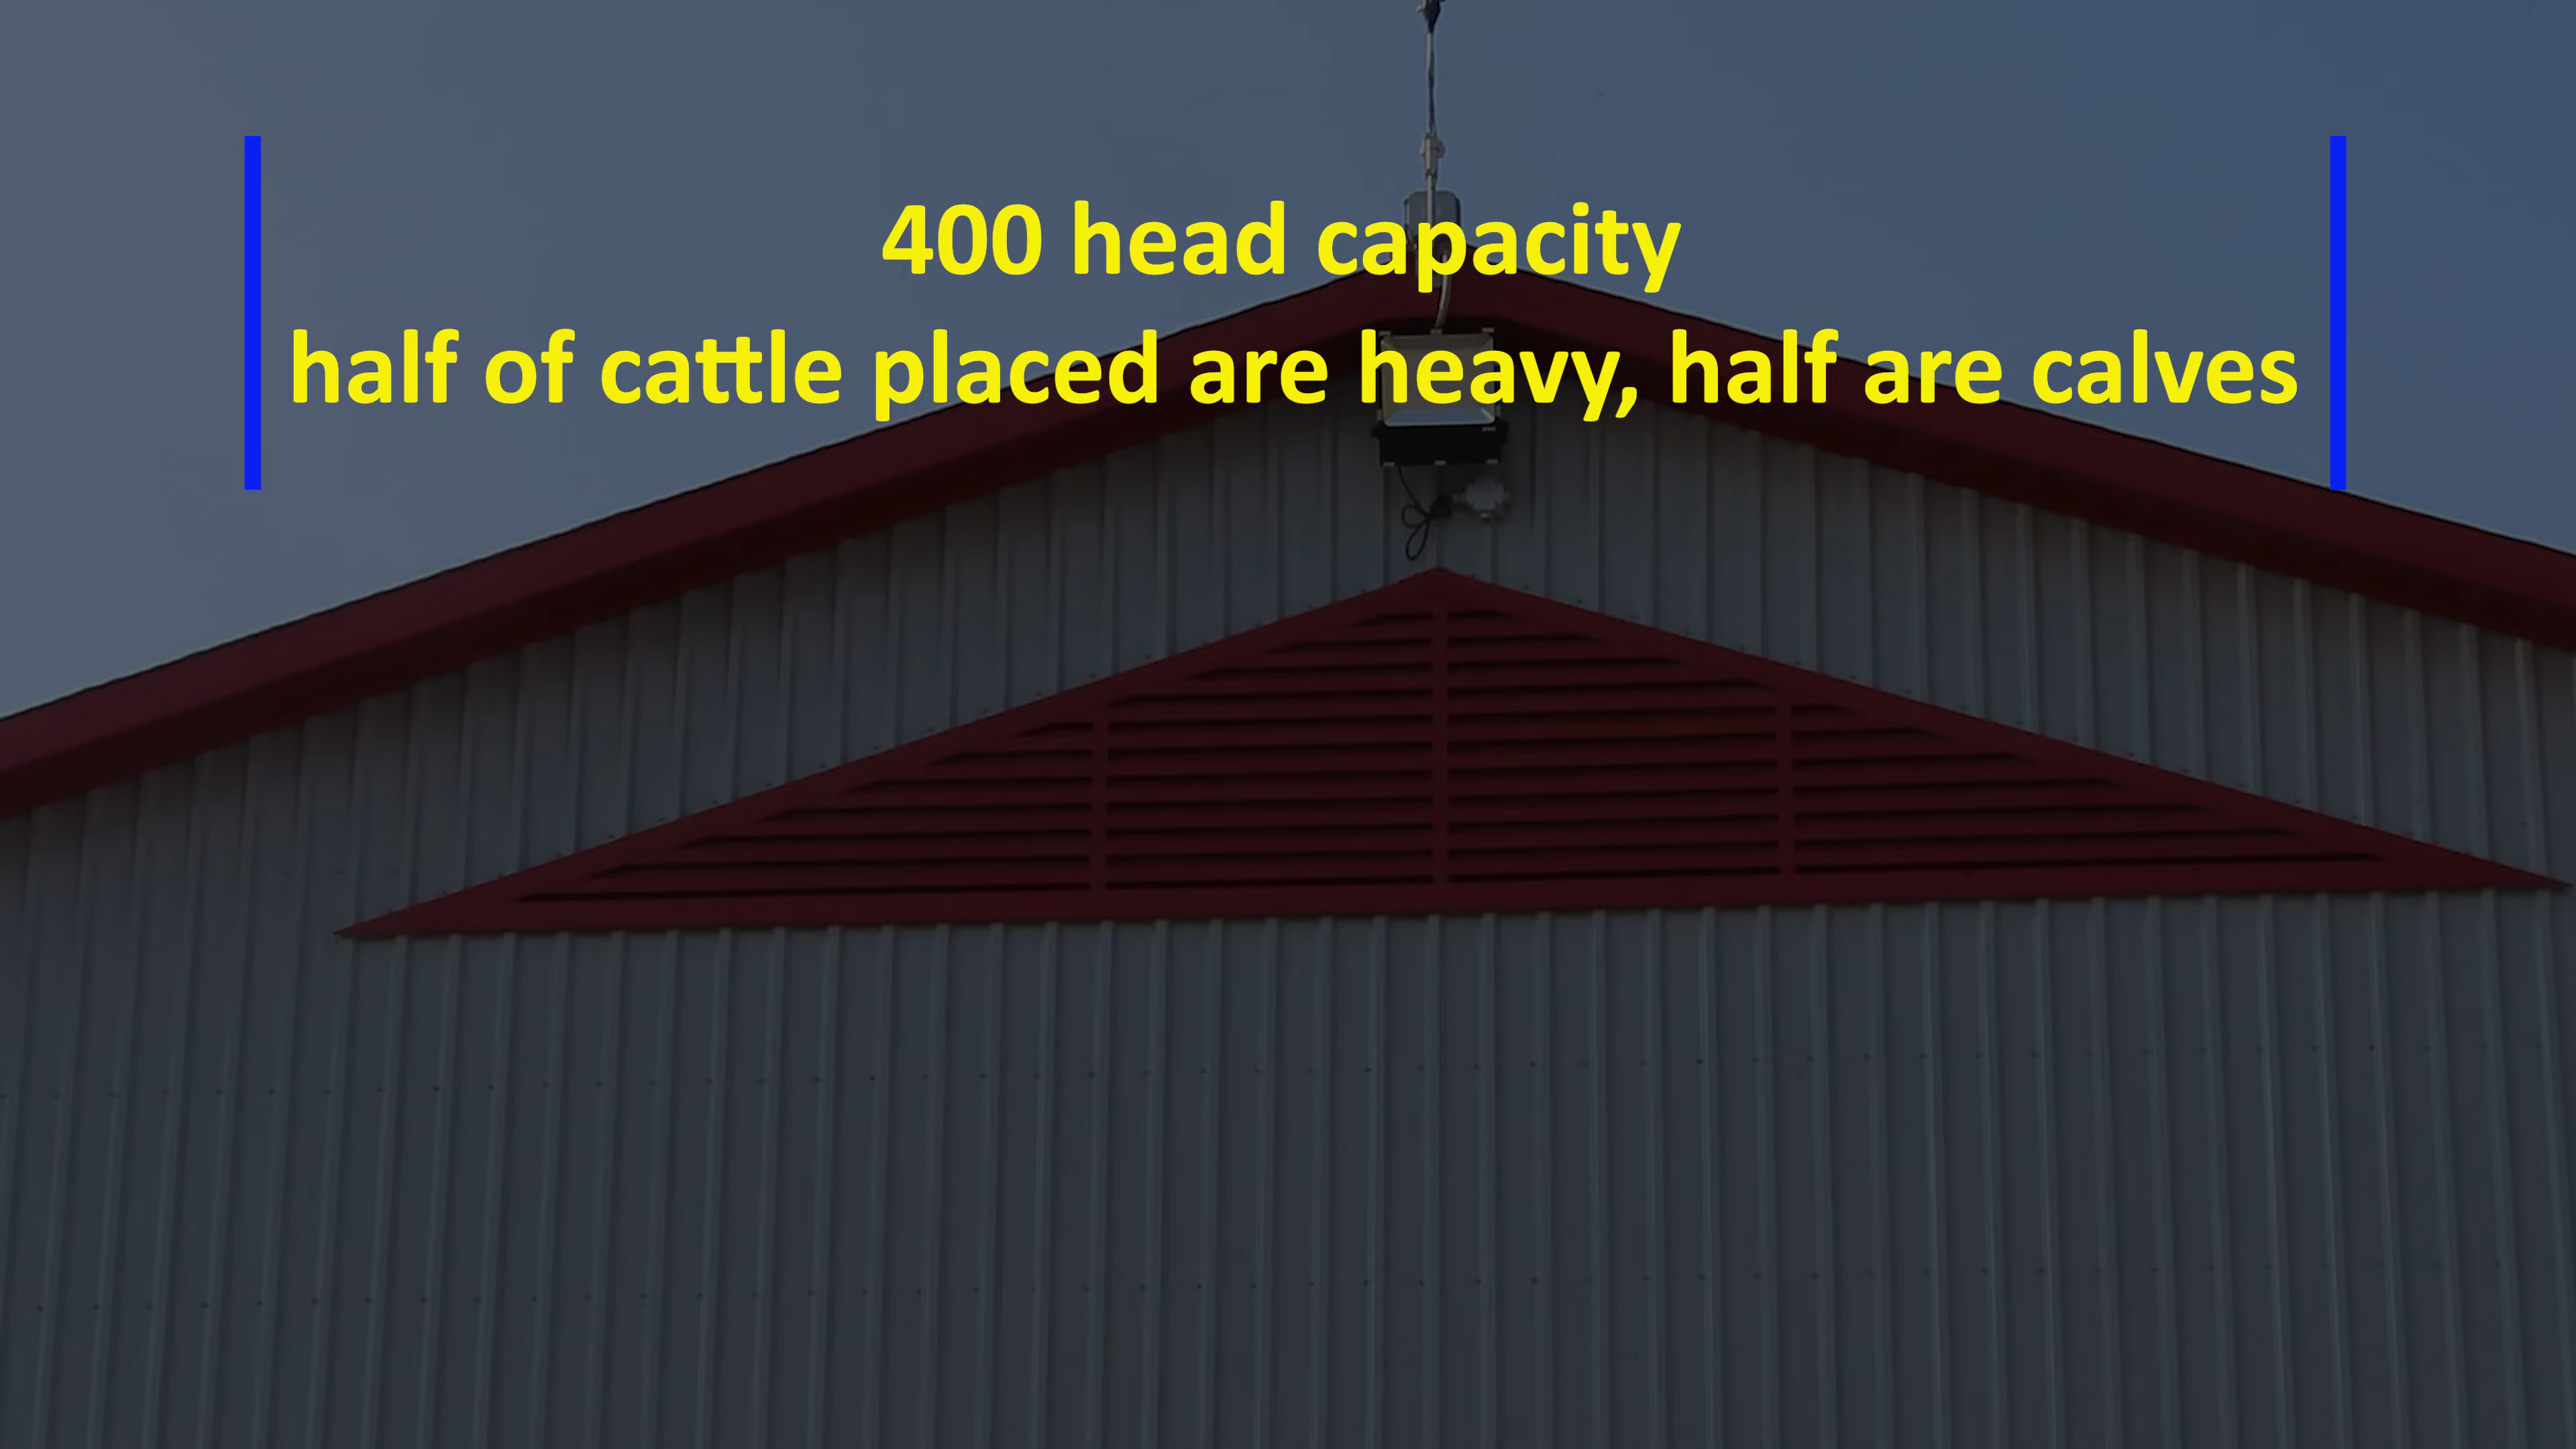 400 head capacity
half of cattle placed are heavy, half are calves